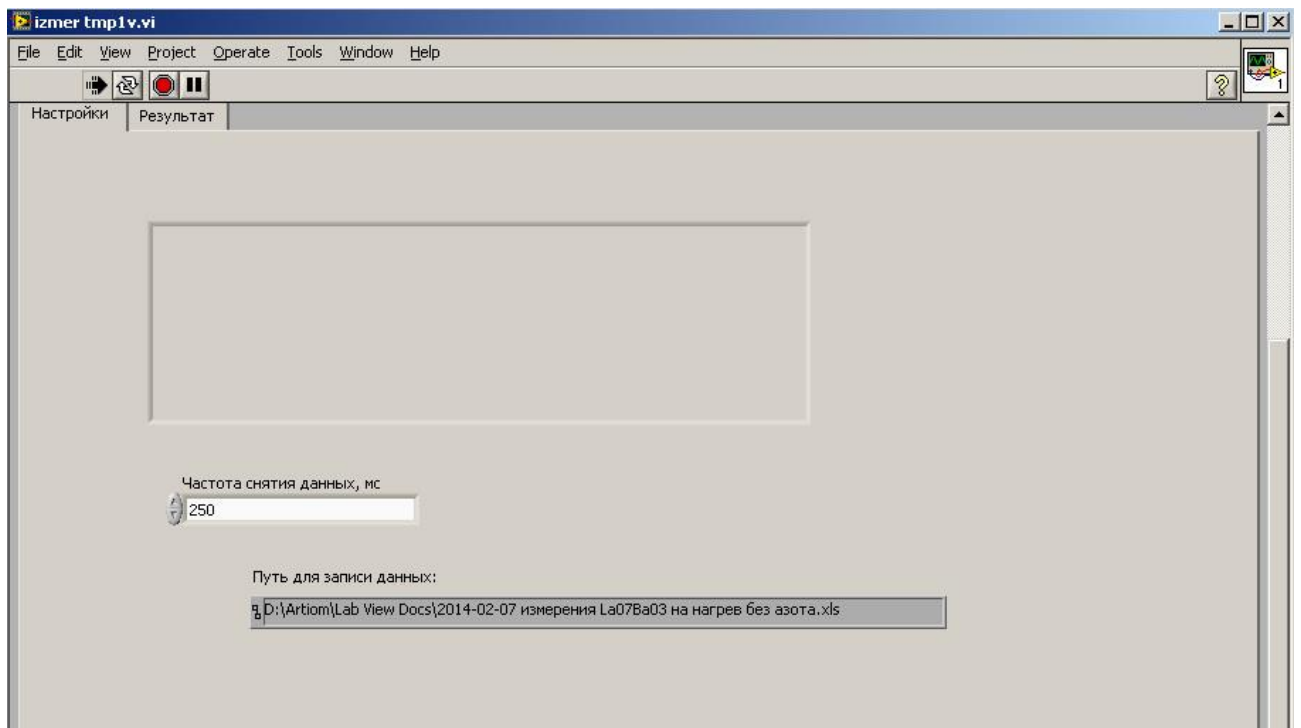 izmer tmp1v.vi
File Edit View Project Operate Tools Window Help
?
1
Настройки Результат
Частота снятия данных, мс
250
Путь для записи данных:
D:\Artiom\Lab View Docs\2014-02-07 измерения La07Ba03 на нагрев без азота.xls